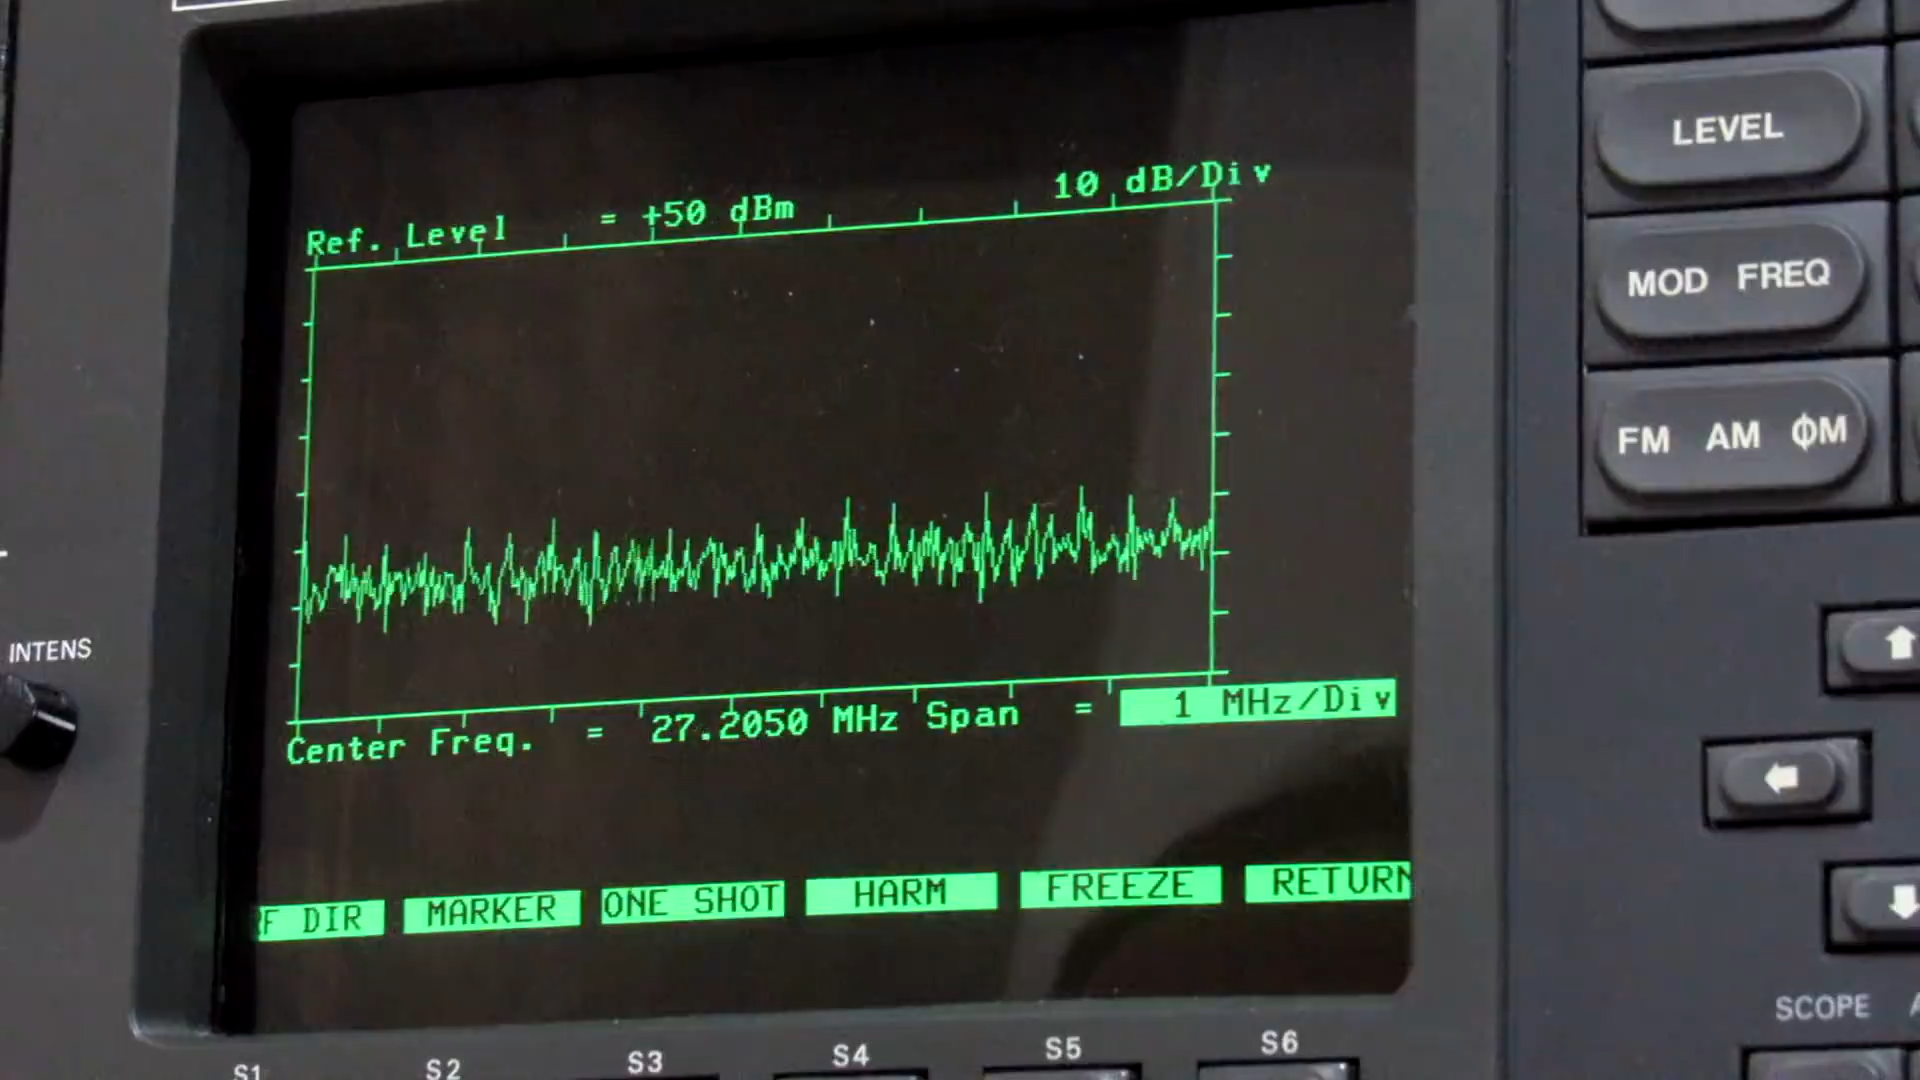 Ref. Level = +50 dBm 10 dB/Div
Center Freq. = 27.2050 MHz Span = 1 MHz/Div
F DIR MARKER ONE SHOT HARM FREEZE RETURN
S1 S2 S3 S4 S5 S6
INTENS
LEVEL
MOD FREQ
FM AM ΦM
SCOPE